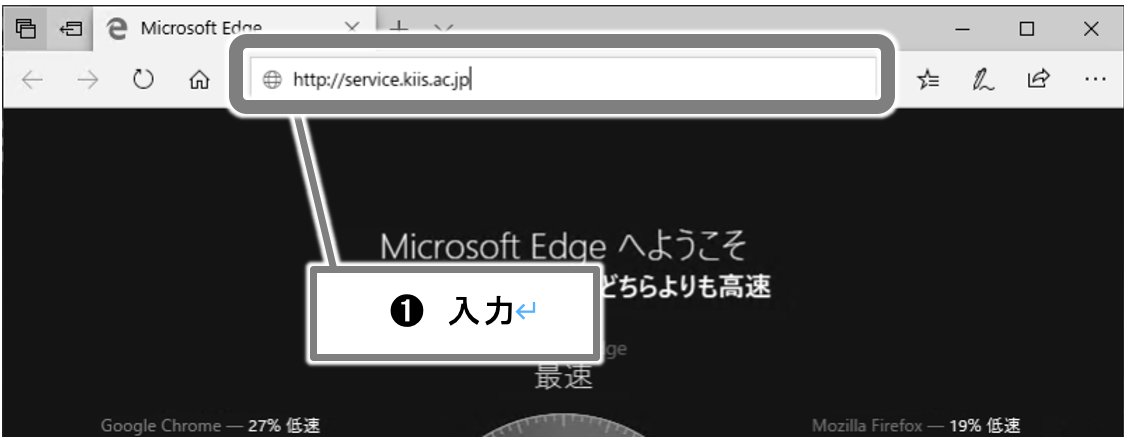 Microsoft Edge
http://service.kiis.ac.jp
Microsoft Edge へようこそ
どちらよりも高速
❶ 入力↵
最速
Google Chrome — 27% 低速
Mozilla Firefox — 19% 低速